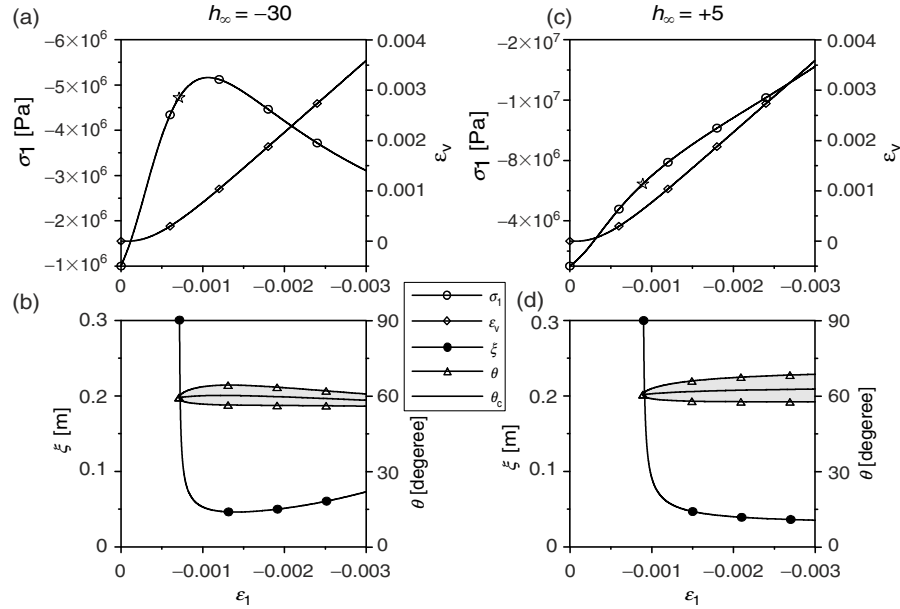 (a)
h∞ = −30
(c)
h∞ = +5
−6×10⁶
−5×10⁶
−4×10⁶
−3×10⁶
−2×10⁶
−1×10⁶
σ1 [Pa]
0.004
0.003
0.002
0.001
0
εv
0 −0.001 −0.002 −0.003
−2×10⁷
−1×10⁷
−8×10⁶
−4×10⁶
σ1 [Pa]
0.004
0.003
0.002
0.001
0
εv
0 −0.001 −0.002 −0.003
(b)
0.3
0.2
0.1
0
ξ [m]
90
60
30
0
θ [degeree]
0 −0.001 −0.002 −0.003
ε1
σ1
εv
ξ
θ
θc
(d)
0.3
0.2
0.1
0
ξ [m]
90
60
30
0
θ [degeree]
0 −0.001 −0.002 −0.003
ε1